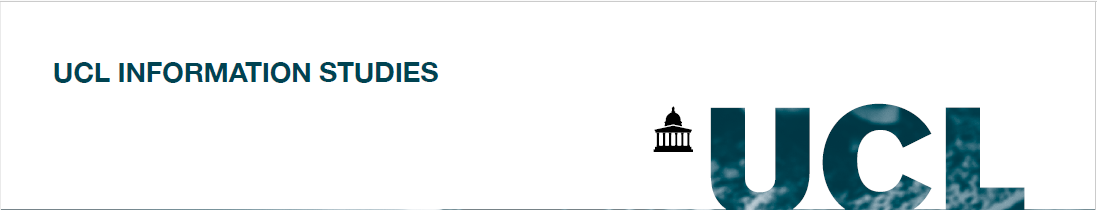 UCL INFORMATION STUDIES
UCL